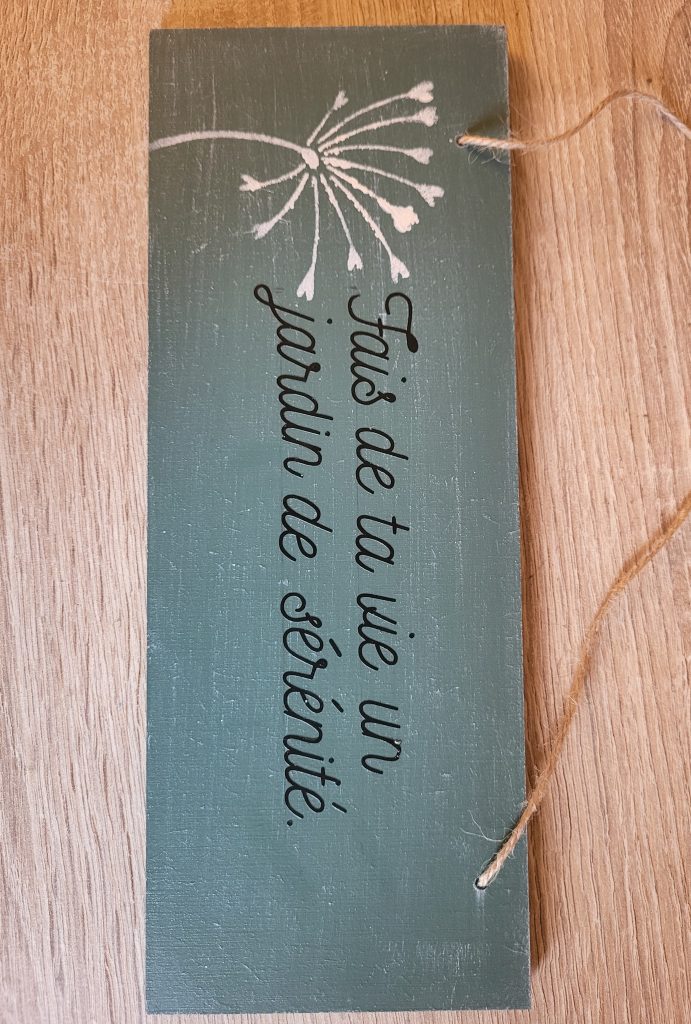 Fais de ta vie un
jardin de sérénité.